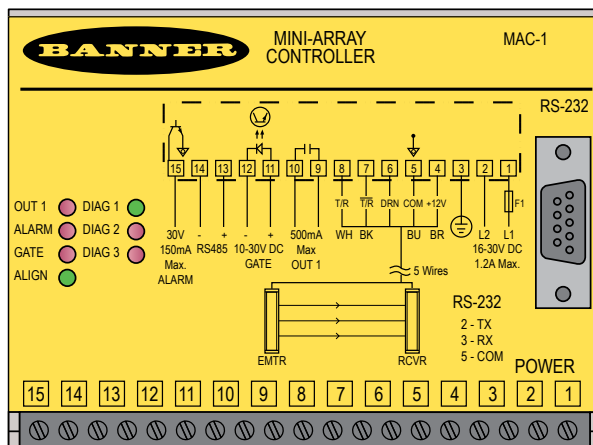 BANNER
MINI-ARRAY
CONTROLLER
MAC-1
RS-232
15 14 13 12 11 10 9 8 7 6 5 4 3 2 1
F1
T/R T/R DRN COM +12V
30V - + - + 500mA WH BK BU BR L2 L1
150mA RS485 10-30V DC Max 16-30V DC
Max. GATE OUT 1 1.2A Max.
ALARM
OUT 1 DIAG 1
ALARM DIAG 2
GATE DIAG 3
ALIGN
5 Wires
EMTR RCVR
RS-232
2 - TX
3 - RX
5 - COM
POWER
15 14 13 12 11 10 9 8 7 6 5 4 3 2 1